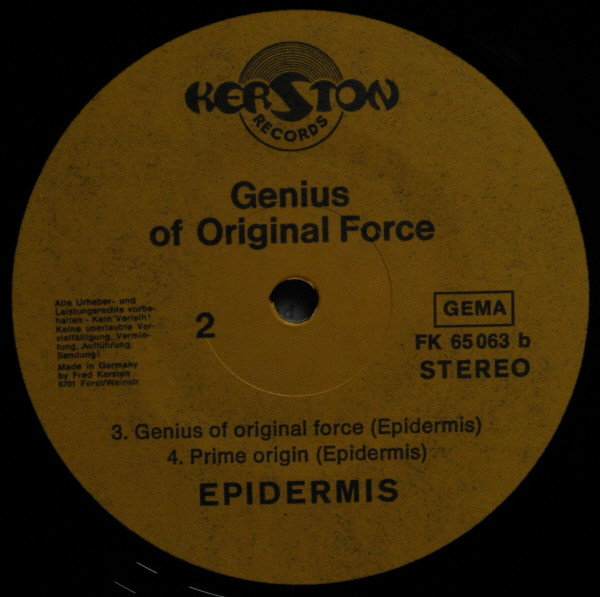 KERSTON
RECORDS
Genius
of Original Force
Alle Urheber- und
Leistungsrechte vorbe-
halten - Kein Verleih!
Keine unerlaubte Ver-
vielfältigung, Vermie-
tung, Aufführung,
Sendung!
Made in Germany
by Fred Kersten
6701 Forst/Weinstr
2
GEMA
FK 65 063 b
STEREO
3. Genius of original force (Epidermis)
4. Prime origin (Epidermis)
EPIDERMIS